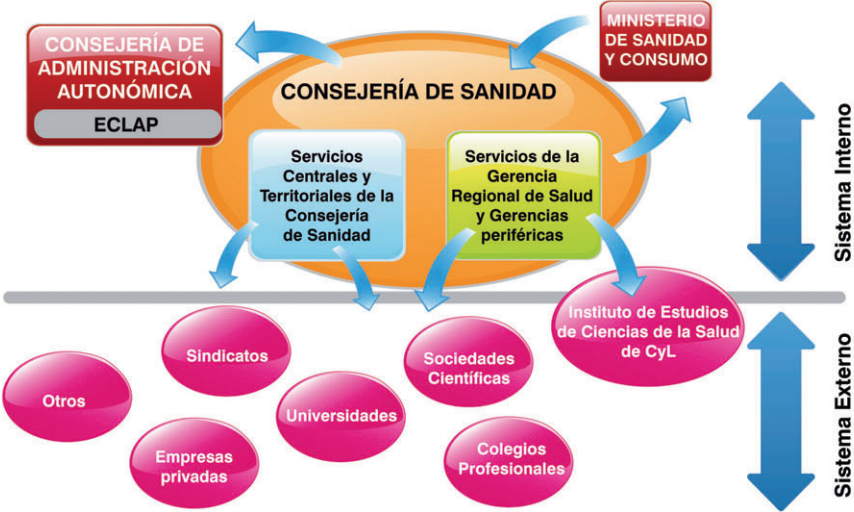 CONSEJERÍA DE
ADMINISTRACIÓN
AUTONÓMICA
ECLAP
MINISTERIO
DE SANIDAD
Y CONSUMO
CONSEJERÍA DE SANIDAD
Servicios
Centrales y
Territoriales de la
Consejería
de Sanidad
Servicios de la
Gerencia
Regional de Salud
y Gerencias
periféricas
Sistema Interno
Instituto de Estudios
de Ciencias de la Salud
de CyL
Sindicatos
Sociedades
Científicas
Otros
Universidades
Empresas
privadas
Colegios
Profesionales
Sistema Externo